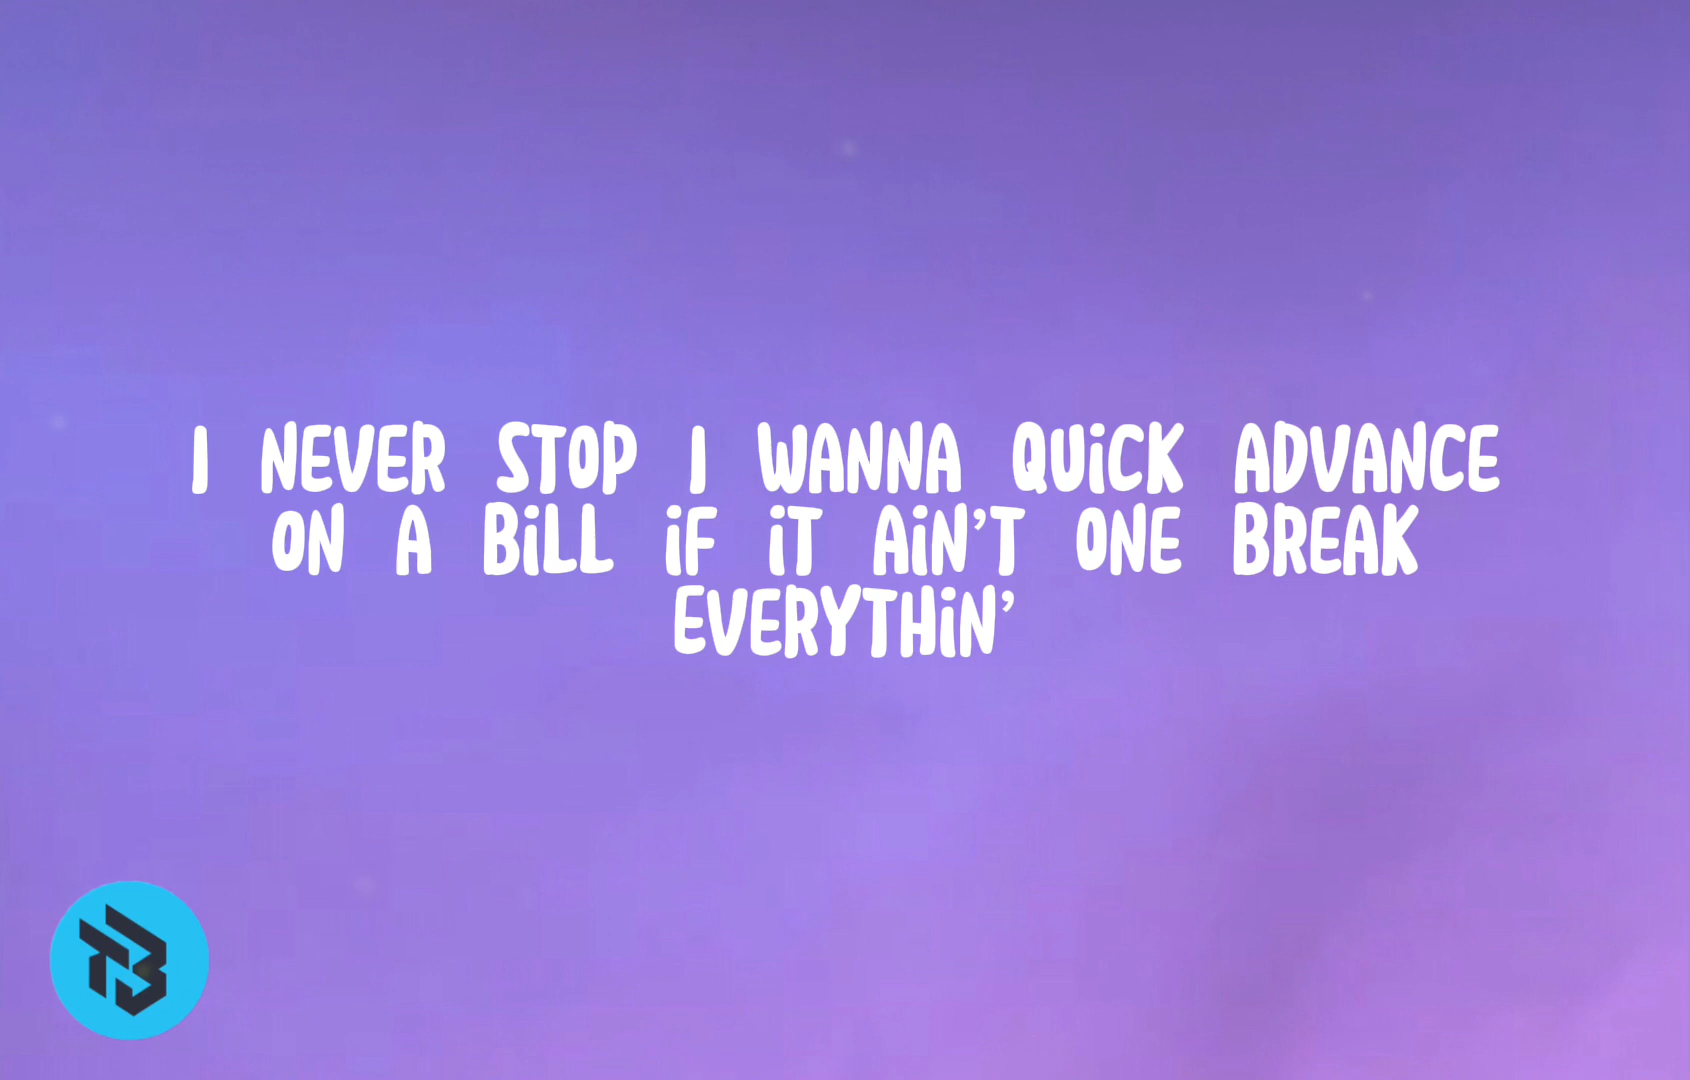 I NEVER STOP I WANNA QUiCK ADVANCE
ON A BiLL iF iT AiN'T ONE BREAK
EVERYTHiN'